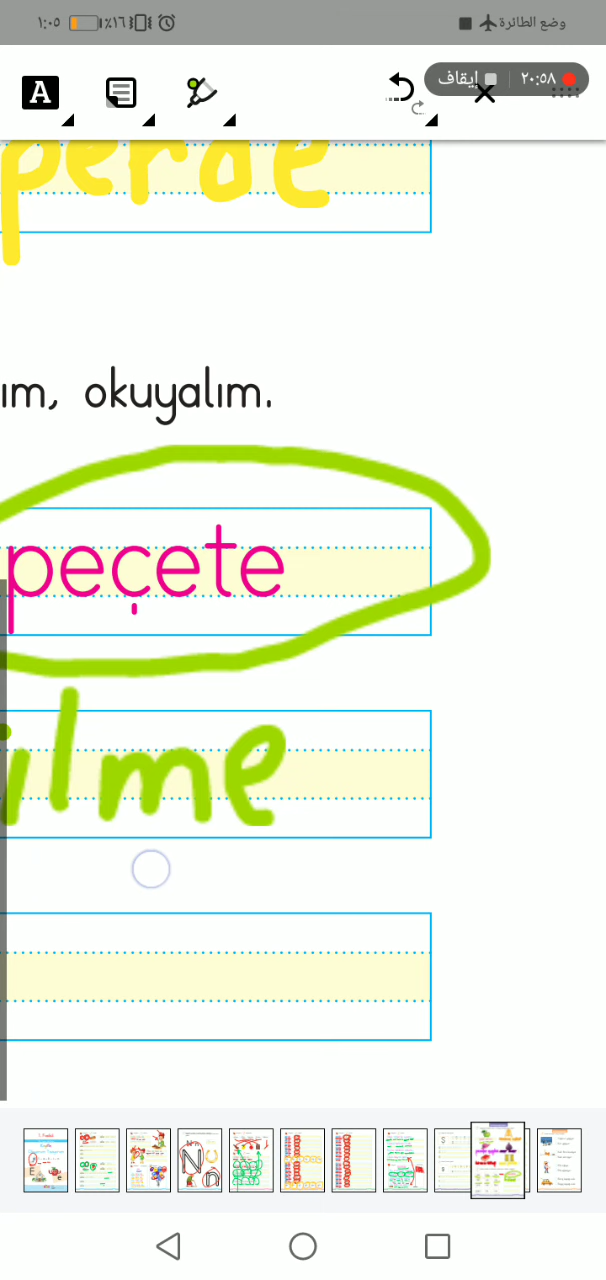 وضع الطائرة ١:٠٥ ٪١٦
٢٠:٥٨ إيقاف
A
perde
ım, okuyalım.
peçete
ilme